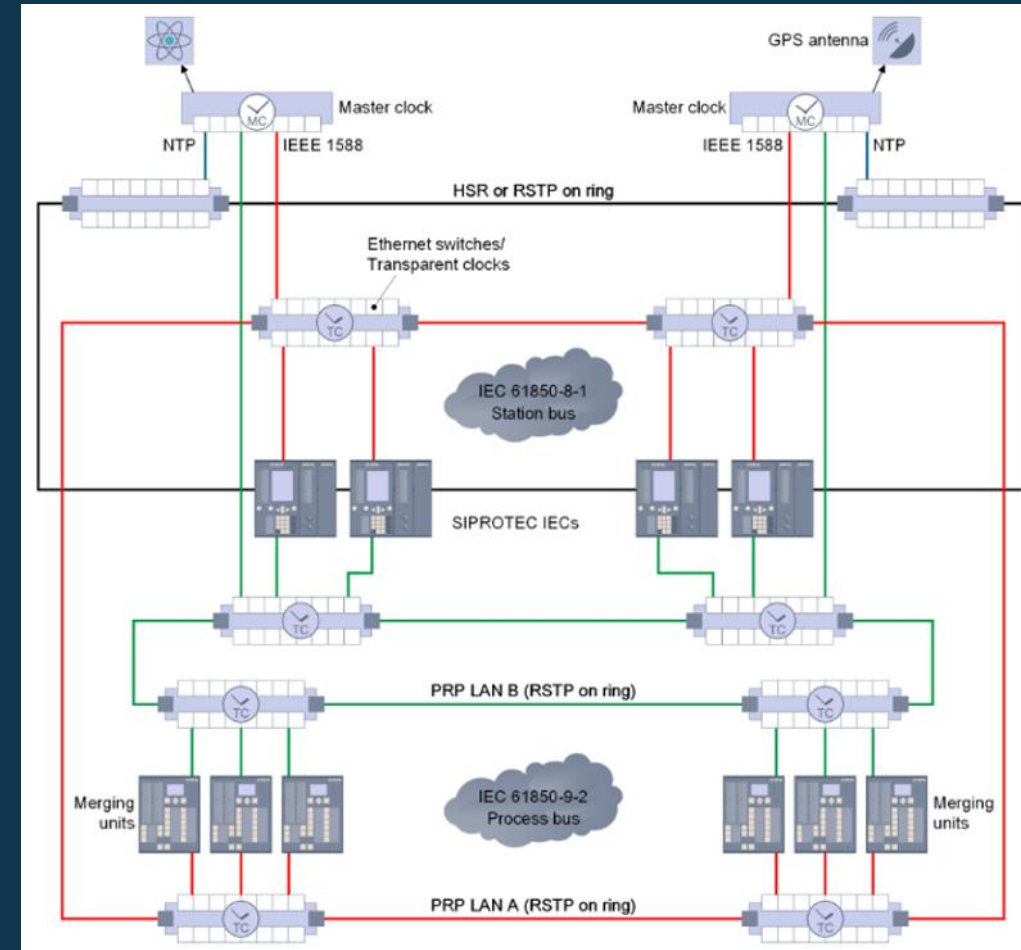 GPS antenna
Master clock
Master clock
MC
MC
NTP
IEEE 1588
IEEE 1588
NTP
HSR or RSTP on ring
Ethernet switches/
Transparent clocks
TC
TC
IEC 61850-8-1
Station bus
SIPROTEC IECs
TC
TC
PRP LAN B (RSTP on ring)
TC
TC
Merging
units
IEC 61850-9-2
Process bus
Merging
units
PRP LAN A (RSTP on ring)
TC
TC